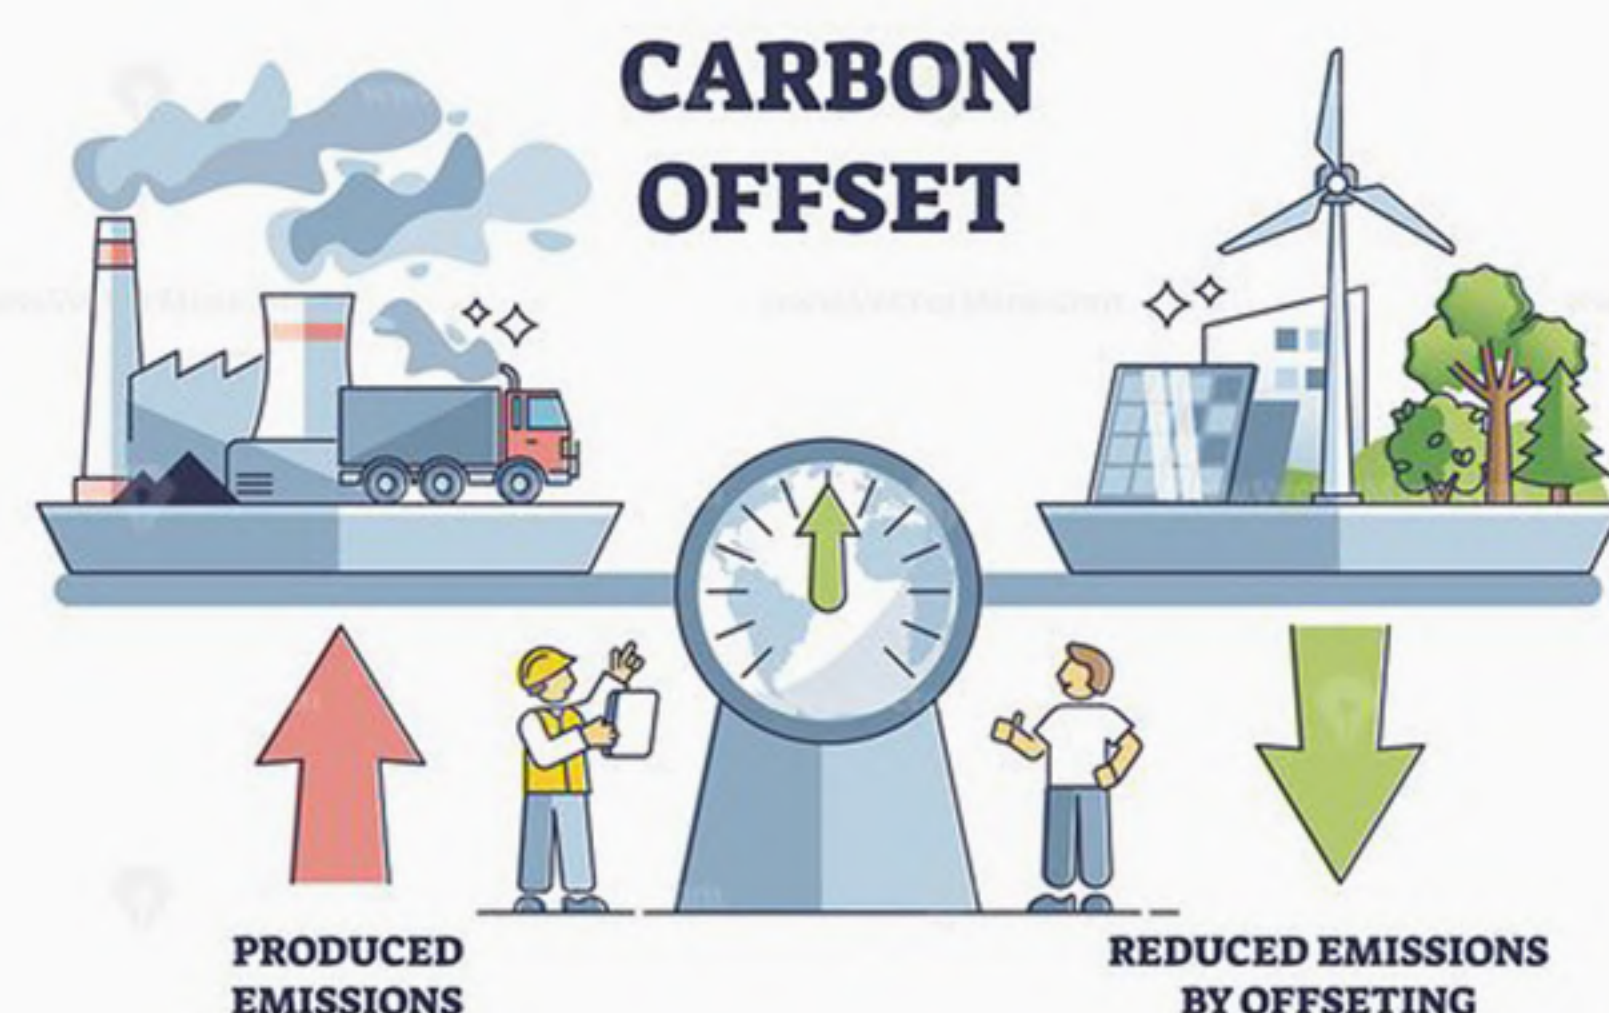 CARBON
OFFSET
PRODUCED
EMISSIONS
REDUCED EMISSIONS
BY OFFSETING